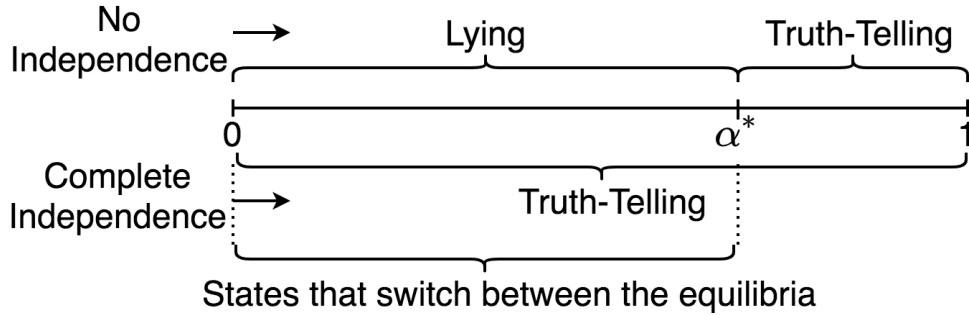 No
Independence
Lying
Truth-Telling
0
α*
1
Complete
Independence
Truth-Telling
States that switch between the equilibria